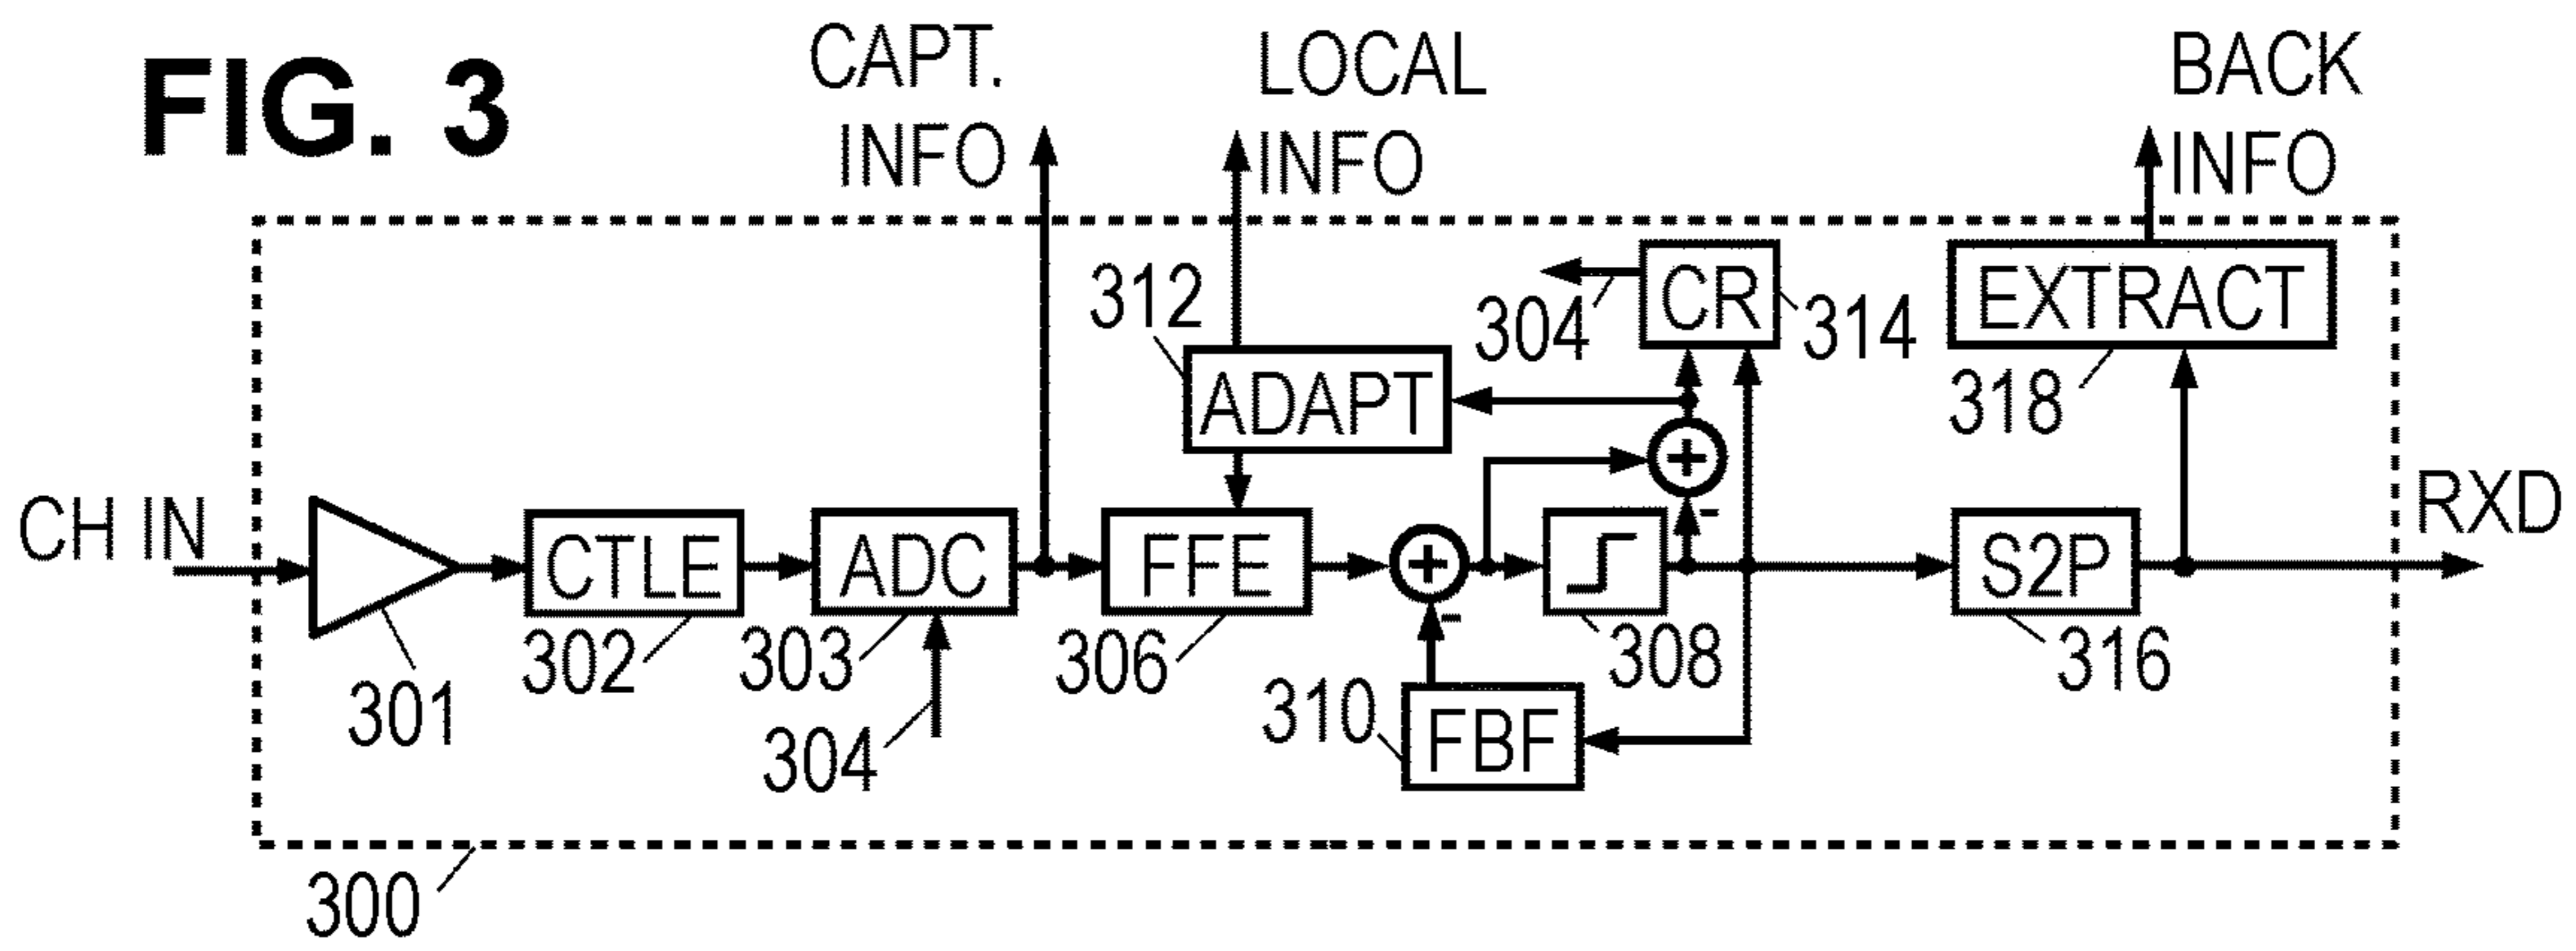 FIG. 3
CAPT.
INFO
LOCAL
INFO
BACK
INFO
312
304
CR
314
EXTRACT
318
ADAPT
+
-
CH IN
CTLE
ADC
FFE
+
-
S2P
RXD
301
302
303
304
306
308
310
FBF
316
300